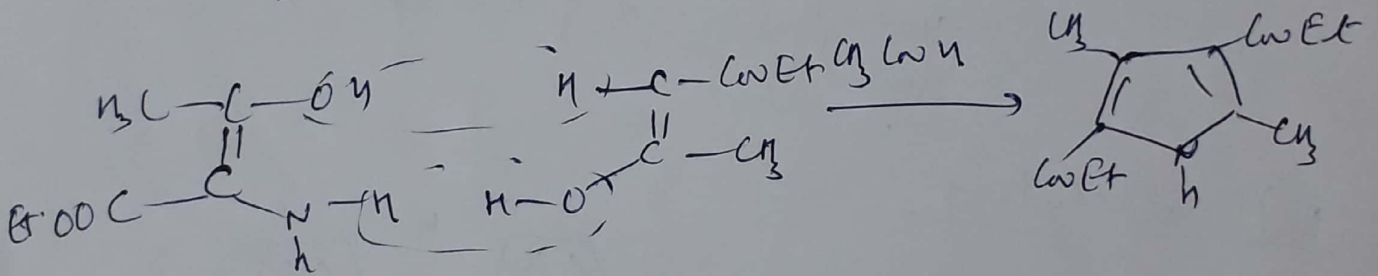 H₃C—C—OH
EtOOC—C
N—H
H
H—C—COOEt
C—CH₃
H—O
CH₃COOH
CH₃
COOEt
COOEt
N
H
CH₃